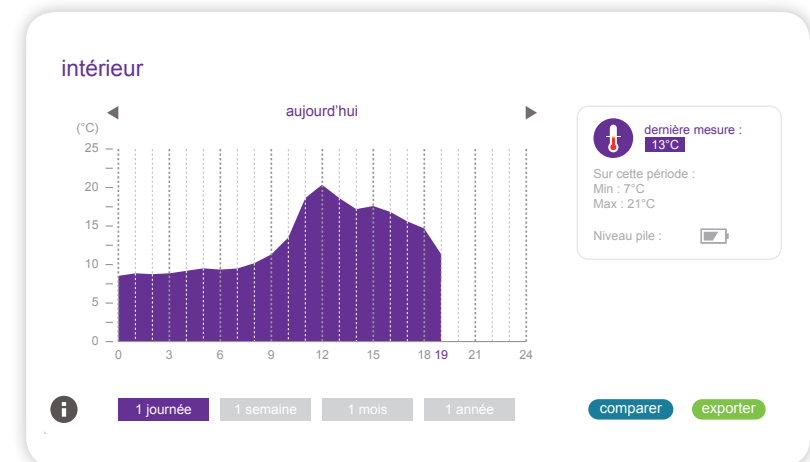 intérieur
aujourd'hui
(°C)
25
20
15
10
5
0
0 3 6 9 12 15 18 19 21 24
dernière mesure :
13°C
Sur cette période :
Min : 7°C
Max : 21°C
Niveau pile :
1 journée 1 semaine 1 mois 1 année
comparer exporter